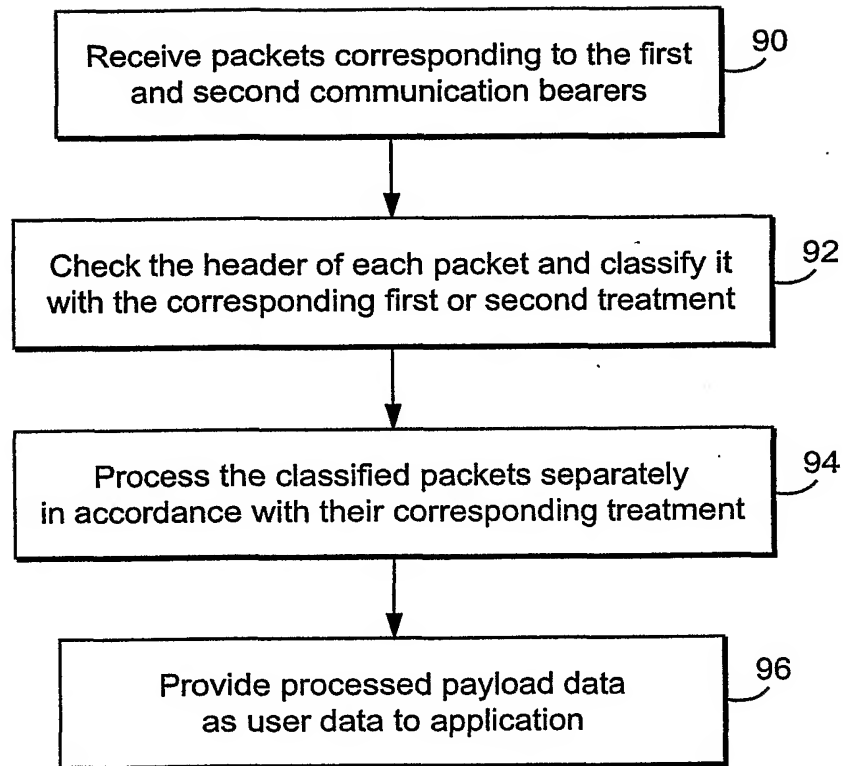 Receive packets corresponding to the first
and second communication bearers
90
Check the header of each packet and classify it
with the corresponding first or second treatment
92
Process the classified packets separately
in accordance with their corresponding treatment
94
Provide processed payload data
as user data to application
96